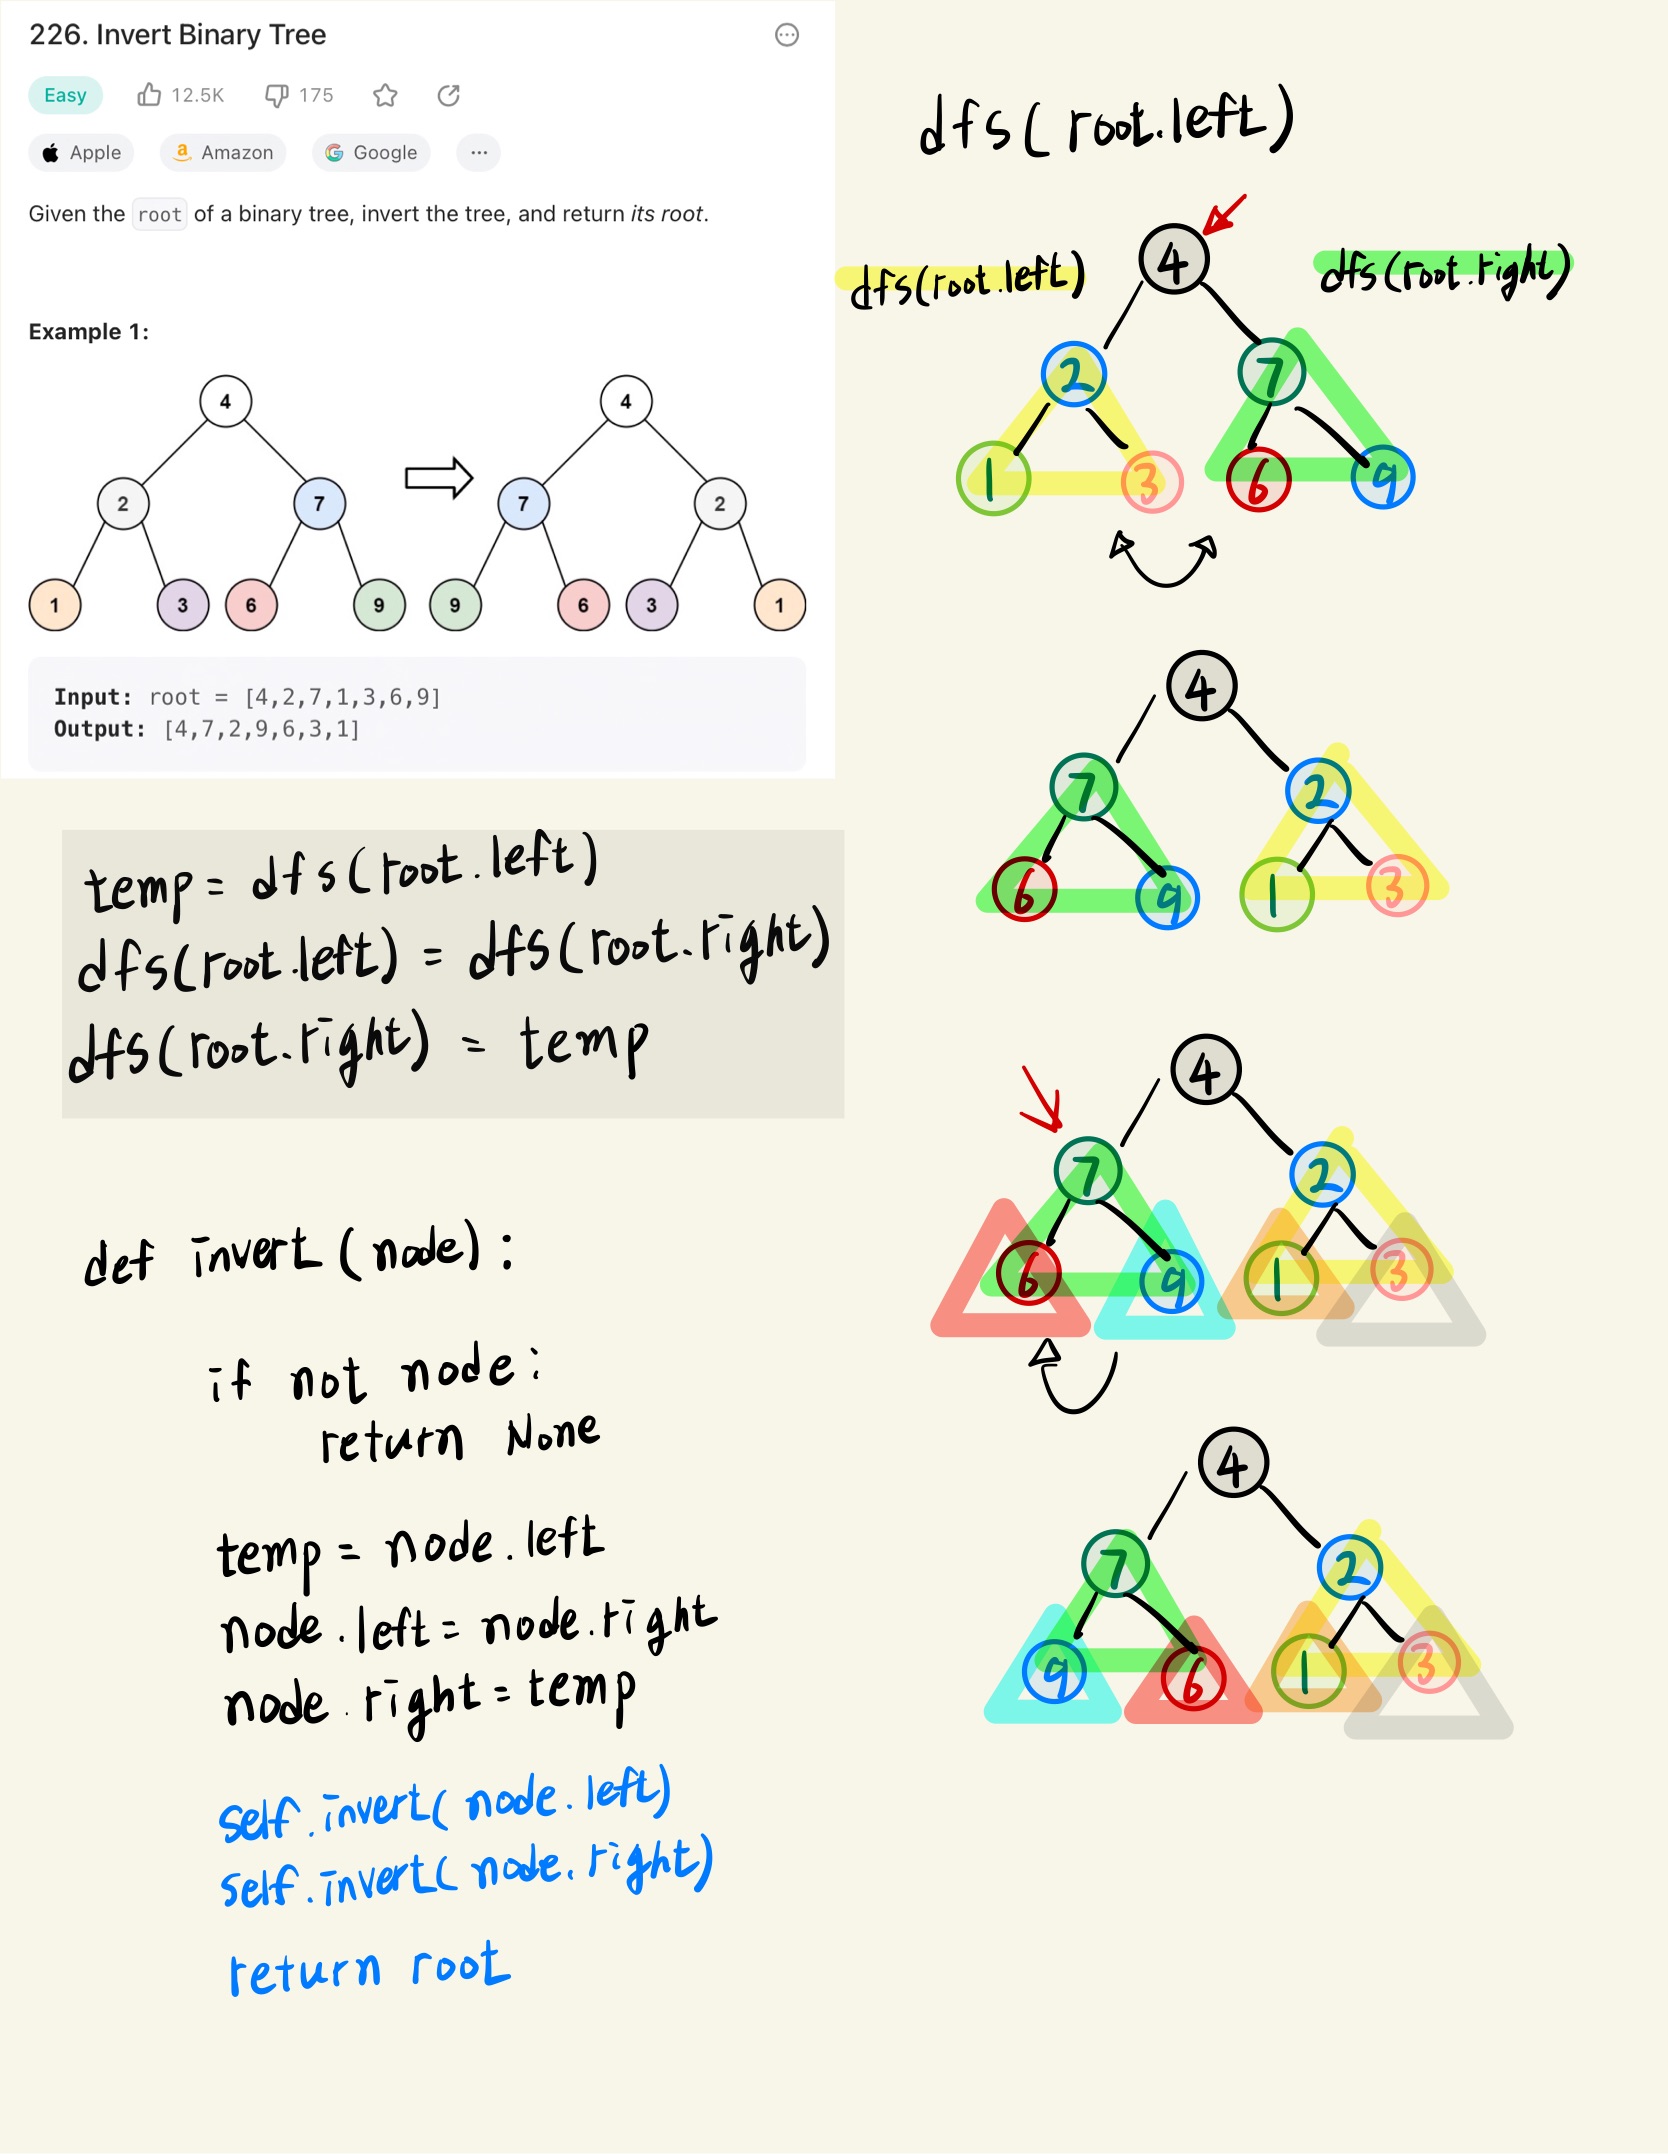 226. Invert Binary Tree
Easy 12.5K 175
Apple Amazon Google ...
Given the root of a binary tree, invert the tree, and return its root.
Example 1:
4 4
2 7 7 2
1 3 6 9 9 6 3 1
Input: root = [4,2,7,1,3,6,9]
Output: [4,7,2,9,6,3,1]
temp = dfs(root.left)
dfs(root.left) = dfs(root.right)
dfs(root.right) = temp
def invert(node):
if not node:
return None
temp = node.left
node.left = node.right
node.right = temp
self.invert(node.left)
self.invert(node.right)
return root
dfs(root.left)
4
dfs(root.left) dfs(root.right)
2 7
1 3 6 9
4
7 2
6 9 1 3
4
7 2
6 9 1 3
4
7 2
9 6 1 3